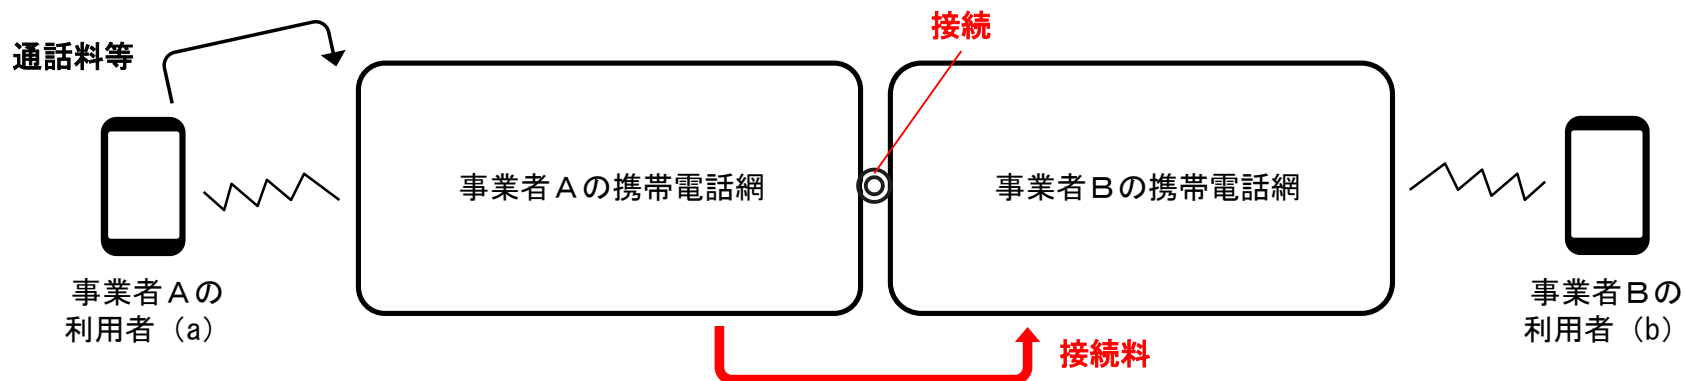 接続
通話料等
事業者Aの携帯電話網
事業者Bの携帯電話網
事業者Aの
利用者（a）
事業者Bの
利用者（b）
接続料